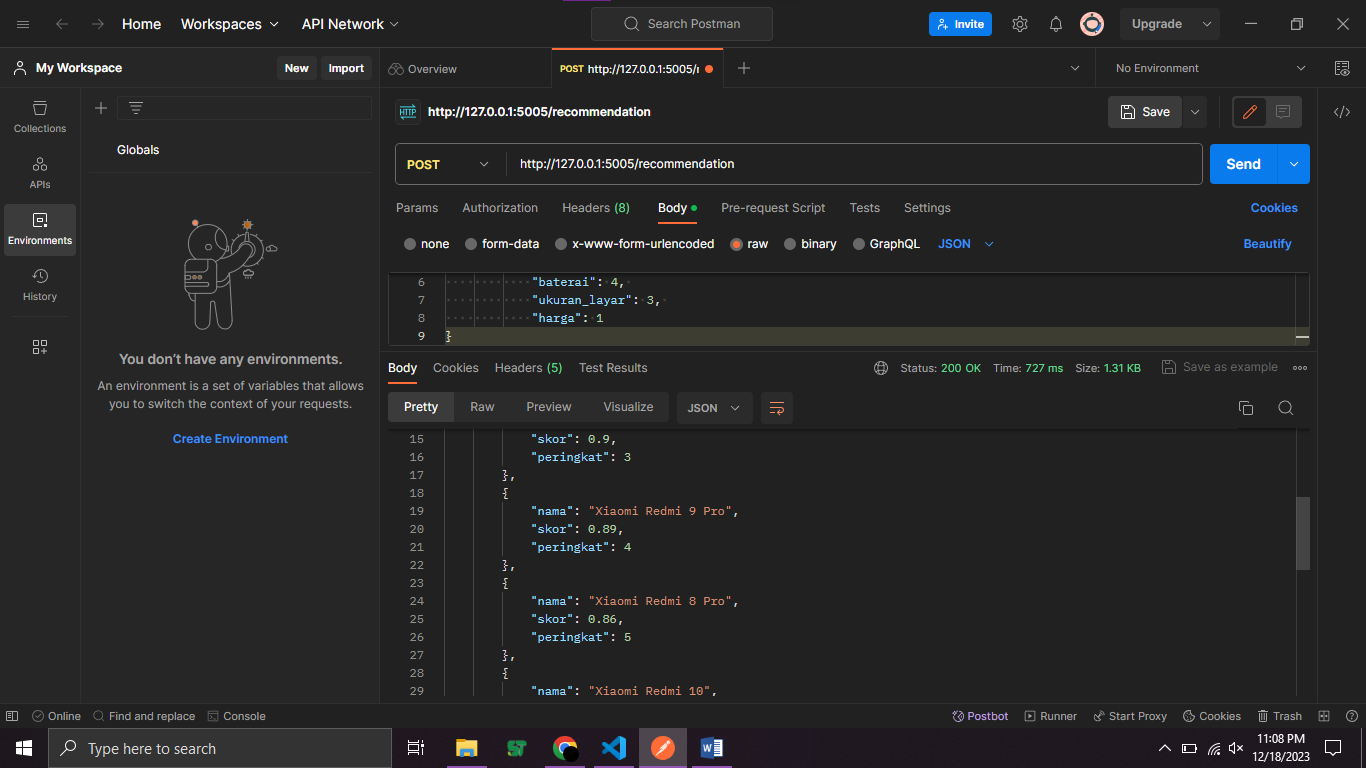 Home
Workspaces
API Network
Search Postman
Invite
Upgrade
My Workspace
New
Import
Overview
POST http://127.0.0.1:5005/r
No Environment
Collections
APIs
Environments
History
Globals
You don't have any environments.
An environment is a set of variables that allows
you to switch the context of your requests.
Create Environment
HTTP
http://127.0.0.1:5005/recommendation
Save
POST
http://127.0.0.1:5005/recommendation
Send
Params
Authorization
Headers (8)
Body
Pre-request Script
Tests
Settings
Cookies
none
form-data
x-www-form-urlencoded
raw
binary
GraphQL
JSON
Beautify
6 "baterai": 4,
7 "ukuran_layar": 3,
8 "harga": 1
9 }
Body
Cookies
Headers (5)
Test Results
Status: 200 OK
Time: 727 ms
Size: 1.31 KB
Save as example
Pretty
Raw
Preview
Visualize
JSON
15 "skor": 0.9,
16 "peringkat": 3
17 },
18 {
19 "nama": "Xiaomi Redmi 9 Pro",
20 "skor": 0.89,
21 "peringkat": 4
22 },
23 {
24 "nama": "Xiaomi Redmi 8 Pro",
25 "skor": 0.86,
26 "peringkat": 5
27 },
28 {
29 "nama": "Xiaomi Redmi 10",
Online
Find and replace
Console
Postbot
Runner
Start Proxy
Cookies
Trash
Type here to search
11:08 PM
12/18/2023